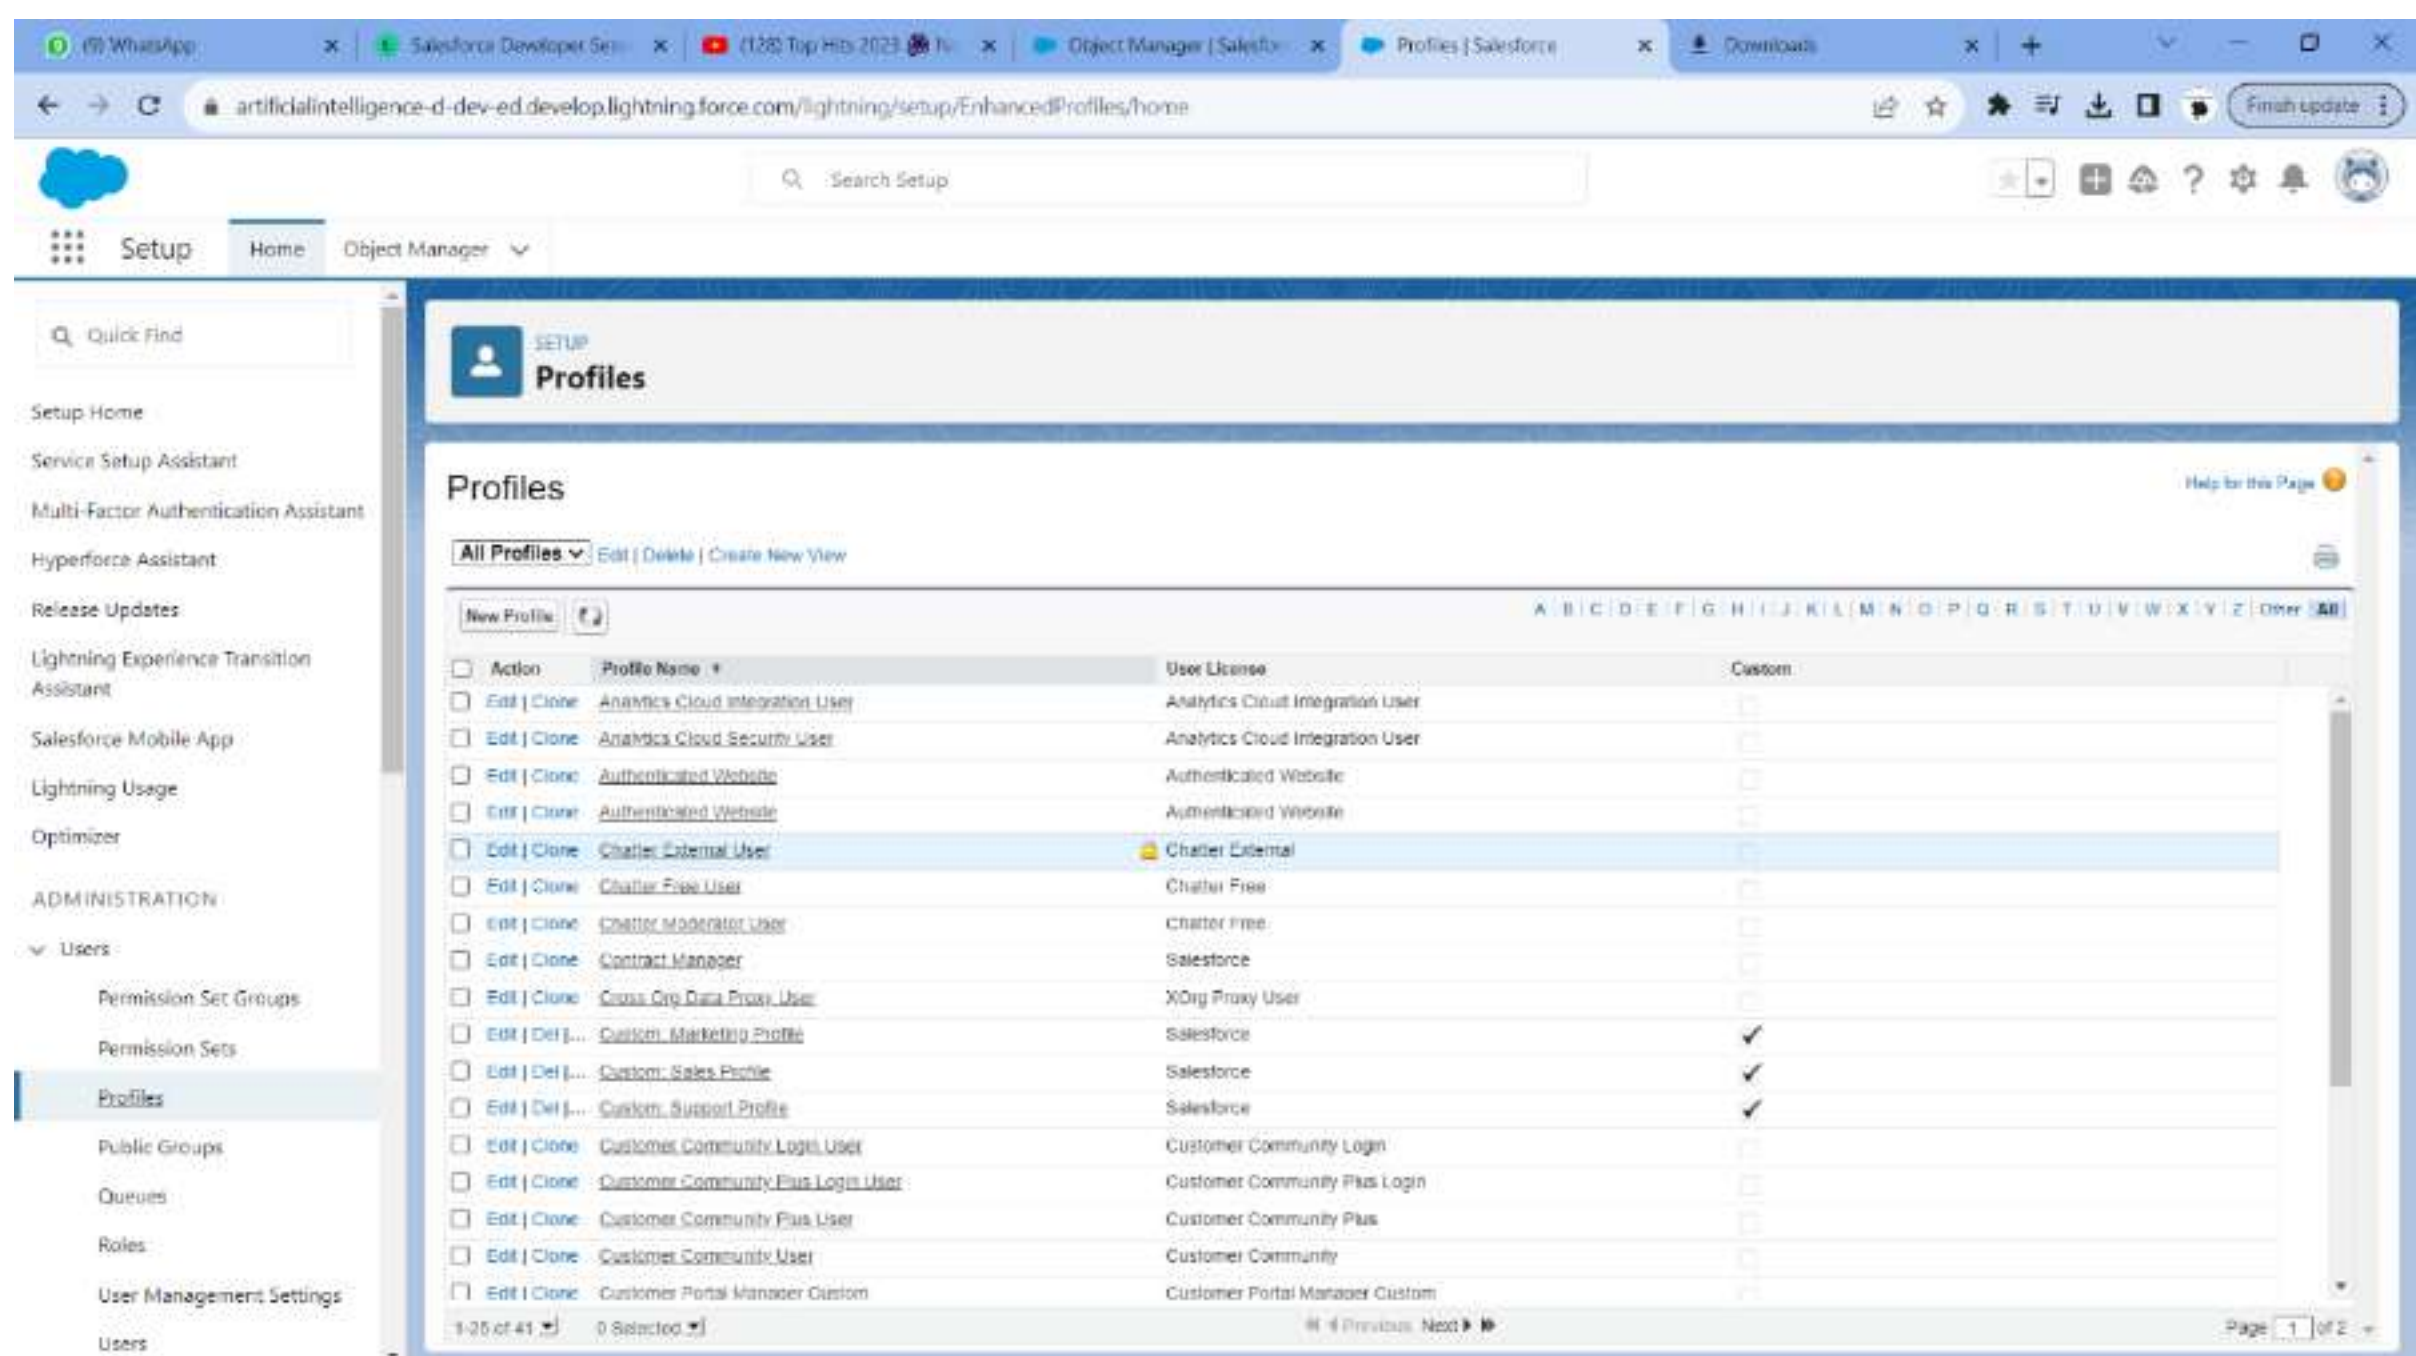 (9) WhatsApp
Salesforce Developer
(128) Top Hits 2023
Object Manager | Salesfo
Profiles | Salesforce
Downloads
artificialintelligence-d-dev-ed.develop.lightning.force.com/lightning/setup/EnhancedProfiles/home
Finish update
Search Setup
Setup
Home
Object Manager
Quick Find
Setup Home
Service Setup Assistant
Multi-Factor Authentication Assistant
Hyperforce Assistant
Release Updates
Lightning Experience Transition
Assistant
Salesforce Mobile App
Lightning Usage
Optimizer
ADMINISTRATION
Users
Permission Set Groups
Permission Sets
Profiles
Public Groups
Queues
Roles
User Management Settings
Users
SETUP
Profiles
Profiles
Help for this Page
All Profiles Edit | Delete | Create New View
New Profile
A | B | C | D | E | F | G | H | I | J | K | L | M | N | O | P | Q | R | S | T | U | V | W | X | Y | Z | Other | All
Action Profile Name User License Custom
Edit | Clone Analytics Cloud Integration User Analytics Cloud Integration User
Edit | Clone Analytics Cloud Security User Analytics Cloud Integration User
Edit | Clone Authenticated Website Authenticated Website
Edit | Clone Authenticated Website Authenticated Website
Edit | Clone Chatter External User Chatter External
Edit | Clone Chatter Free User Chatter Free
Edit | Clone Chatter Moderator User Chatter Free
Edit | Clone Contract Manager Salesforce
Edit | Clone Cross Org Data Proxy User XOrg Proxy User
Edit | Del |... Custom: Marketing Profile Salesforce ✓
Edit | Del |... Custom: Sales Profile Salesforce ✓
Edit | Del |... Custom: Support Profile Salesforce ✓
Edit | Clone Customer Community Login User Customer Community Login
Edit | Clone Customer Community Plus Login User Customer Community Plus Login
Edit | Clone Customer Community Plus User Customer Community Plus
Edit | Clone Customer Community User Customer Community
Edit | Clone Customer Portal Manager Custom Customer Portal Manager Custom
1-25 of 41 0 Selected Previous Next Page 1 of 2